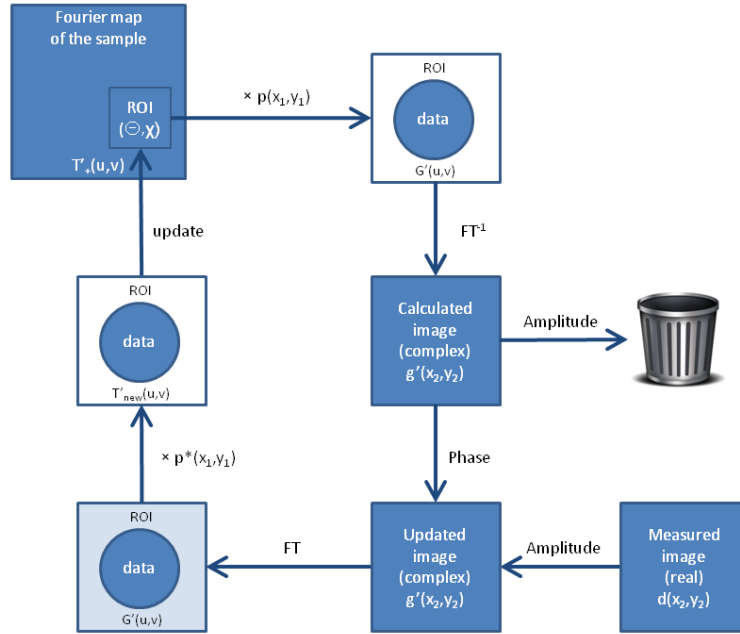 Fourier map
of the sample
ROI
(Θ,χ)
T'₊(u,v)
× p(x₁,y₁)
ROI
data
G'(u,v)
FT⁻¹
update
ROI
data
T'ₙₑw(u,v)
Calculated
image
(complex)
g'(x₂,y₂)
Amplitude
× p*(x₁,y₁)
Phase
ROI
data
G'(u,v)
FT
Updated
image
(complex)
g'(x₂,y₂)
Amplitude
Measured
image
(real)
d(x₂,y₂)